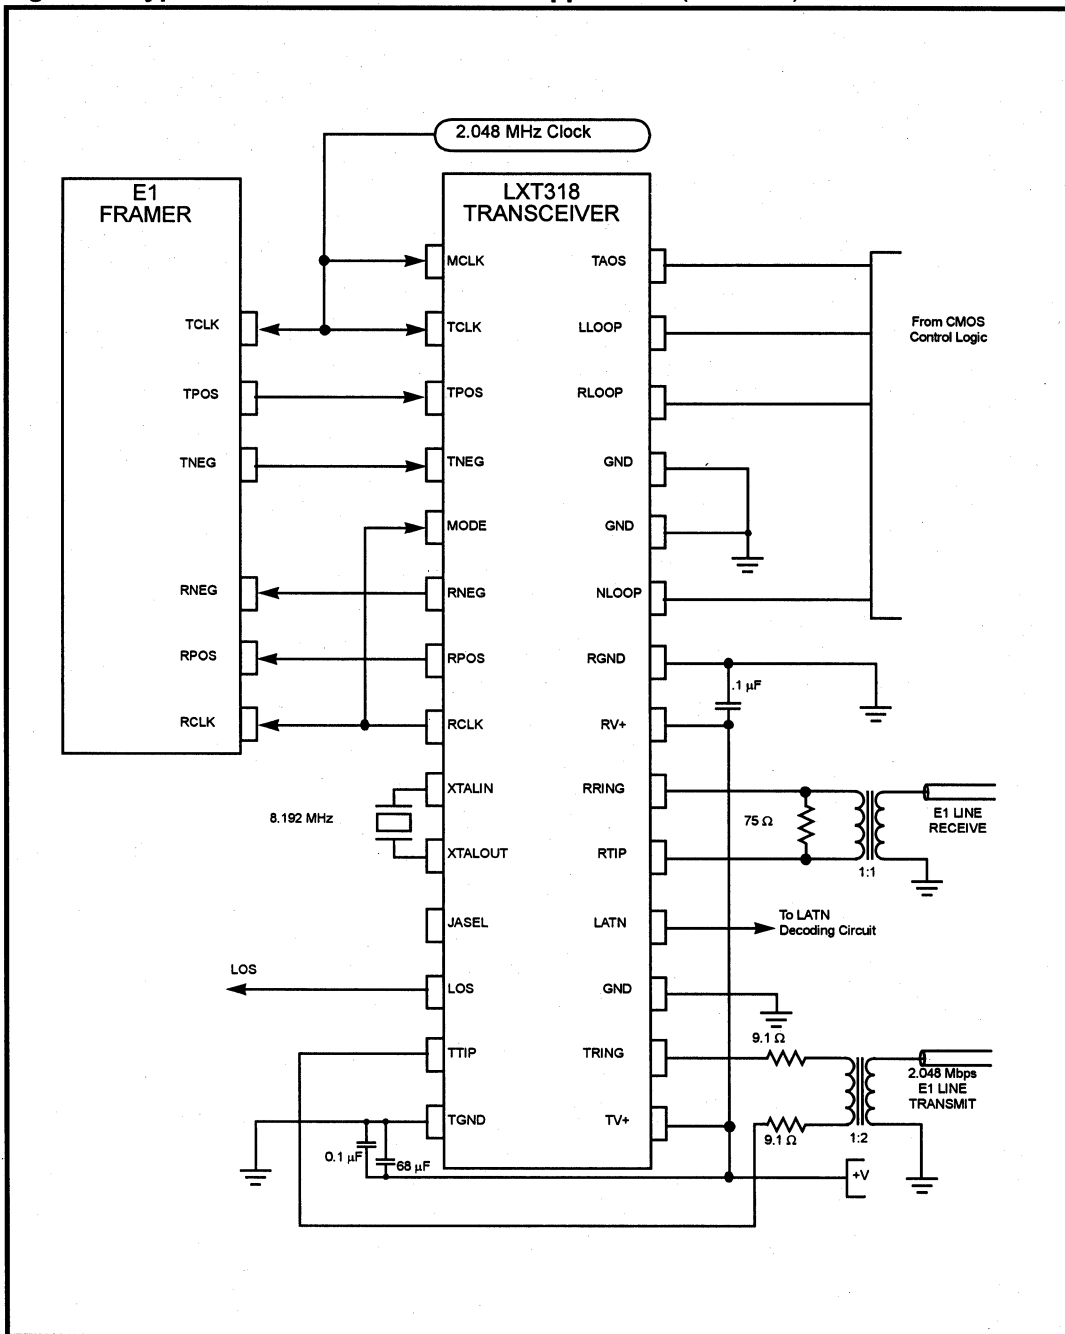 2.048 MHz Clock
E1
FRAMER
TCLK
TPOS
TNEG
RNEG
RPOS
RCLK
LXT318
TRANSCEIVER
MCLK
TCLK
TPOS
TNEG
MODE
RNEG
RPOS
RCLK
XTALIN
XTALOUT
JASEL
LOS
TTIP
TGND
TAOS
LLOOP
RLOOP
GND
GND
NLOOP
RGND
RV+
RRING
RTIP
LATN
GND
TRING
TV+
From CMOS
Control Logic
.1 µF
75 Ω
1:1
E1 LINE
RECEIVE
8.192 MHz
To LATN
Decoding Circuit
LOS
9.1 Ω
9.1 Ω
1:2
2.048 Mbps
E1 LINE
TRANSMIT
0.1 µF
68 µF
+V